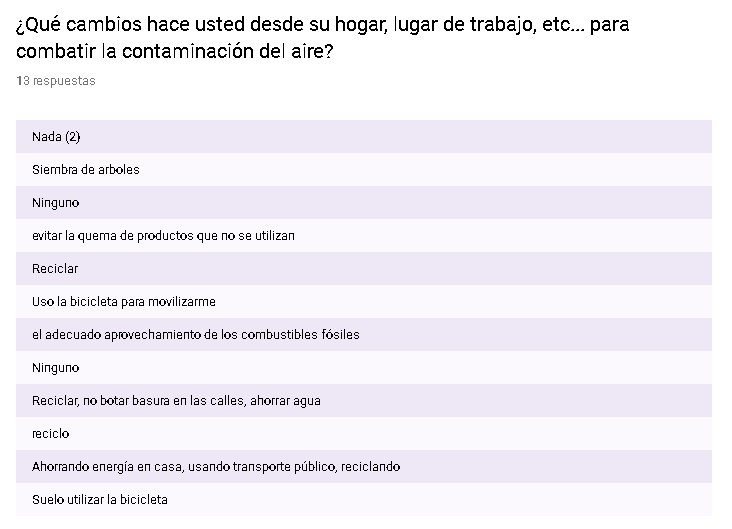 ¿Qué cambios hace usted desde su hogar, lugar de trabajo, etc... para
combatir la contaminación del aire?
13 respuestas
Nada (2)
Siembra de arboles
Ninguno
evitar la quema de productos que no se utilizan
Reciclar
Uso la bicicleta para movilizarme
el adecuado aprovechamiento de los combustibles fósiles
Ninguno
Reciclar, no botar basura en las calles, ahorrar agua
reciclo
Ahorrando energía en casa, usando transporte público, reciclando
Suelo utilizar la bicicleta